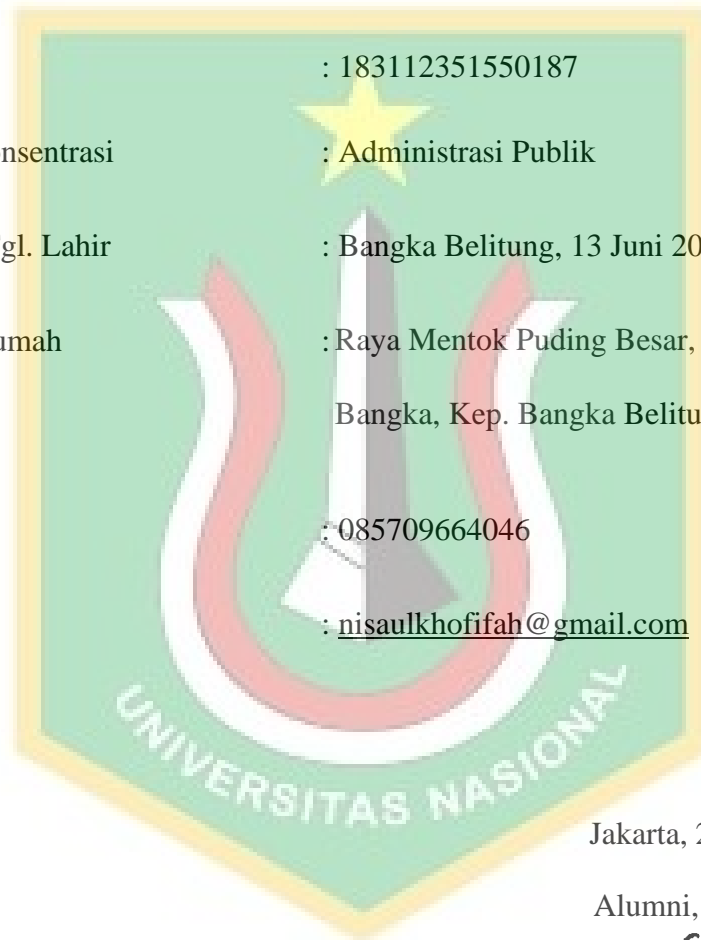 : 183112351550187
nsentrasi : Administrasi Publik
gl. Lahir : Bangka Belitung, 13 Juni 20
umah : Raya Mentok Puding Besar,
Bangka, Kep. Bangka Belitu
: 085709664046
: nisaulkhofifah@gmail.com
UNIVERSITAS NASIONAL
Jakarta, 2
Alumni,